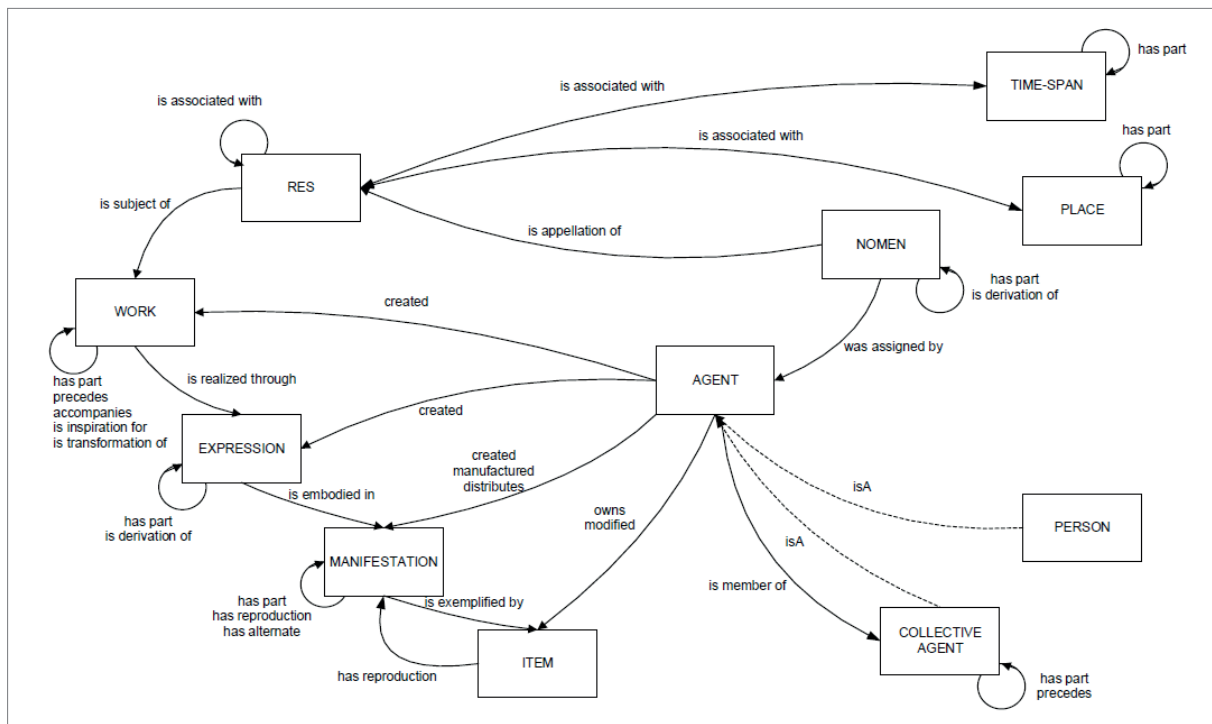 has part
TIME-SPAN
is associated with
is associated with
is associated with
has part
RES
PLACE
is subject of
is appellation of
NOMEN
has part
is derivation of
WORK
created
was assigned by
has part
precedes
accompanies
is inspiration for
is transformation of
is realized through
AGENT
created
EXPRESSION
created
manufactured
distributes
is embodied in
has part
is derivation of
owns
modified
isA
PERSON
isA
MANIFESTATION
is member of
has part
has reproduction
has alternate
is exemplified by
COLLECTIVE
AGENT
ITEM
has reproduction
has part
precedes